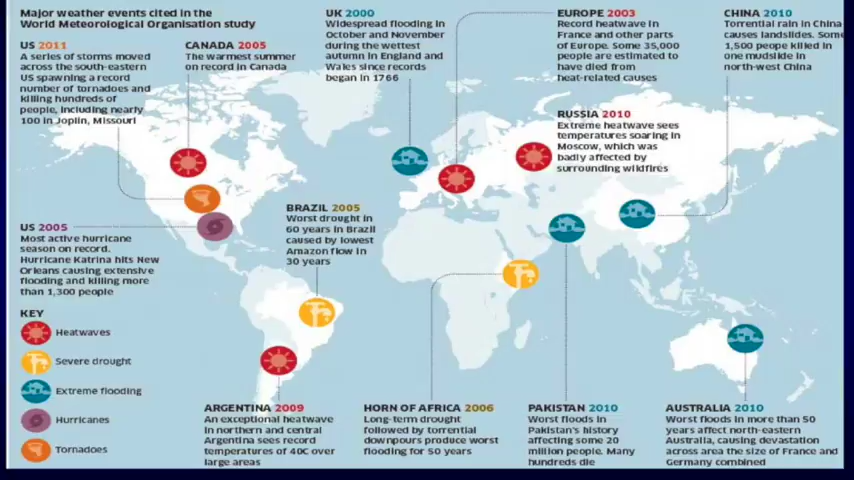 Major weather events cited in the
World Meteorological Organisation study
US 2011
A series of storms moved
across the south-eastern
US spawning a record
number of tornadoes and
killing hundreds of
people, including nearly
100 in Joplin, Missouri
CANADA 2005
The warmest summer
on record in Canada
UK 2000
Widespread flooding in
October and November
during the wettest
autumn in England and
Wales since records
began in 1766
EUROPE 2003
Record heatwave in
France and other parts
of Europe. Some 35,000
people are estimated to
have died from
heat-related causes
CHINA 2010
Torrential rain in China
causes landslides. Some
1,500 peope killed in
one mudslide in
north-west China
RUSSIA 2010
Extreme heatwave sees
temperatures soaring in
Moscow, which was
badly affected by
surrounding wildfires
BRAZIL 2005
Worst drought in
60 years in Brazil
caused by lowest
Amazon flow in
30 years
US 2005
Most active hurricane
season on record.
Hurricane Katrina hits New
Orleans causing extensive
flooding and killing more
than 1,300 people
KEY
Heatwaves
Severe drought
Extreme flooding
Hurricanes
Tornadoes
ARGENTINA 2009
An exceptional heatwave
in northern and central
Argentina sees record
temperatures of 40C over
large areas
HORN OF AFRICA 2006
Long-term drought
followed by torrential
downpours produce worst
flooding for 50 years
PAKISTAN 2010
Worst floods in
Pakistan's history
affecting some 20
million people. Many
hundreds die
AUSTRALIA 2010
Worst floods in more than 50
years affect north-eastern
Australia, causing devastation
across area the size of France and
Germany combined